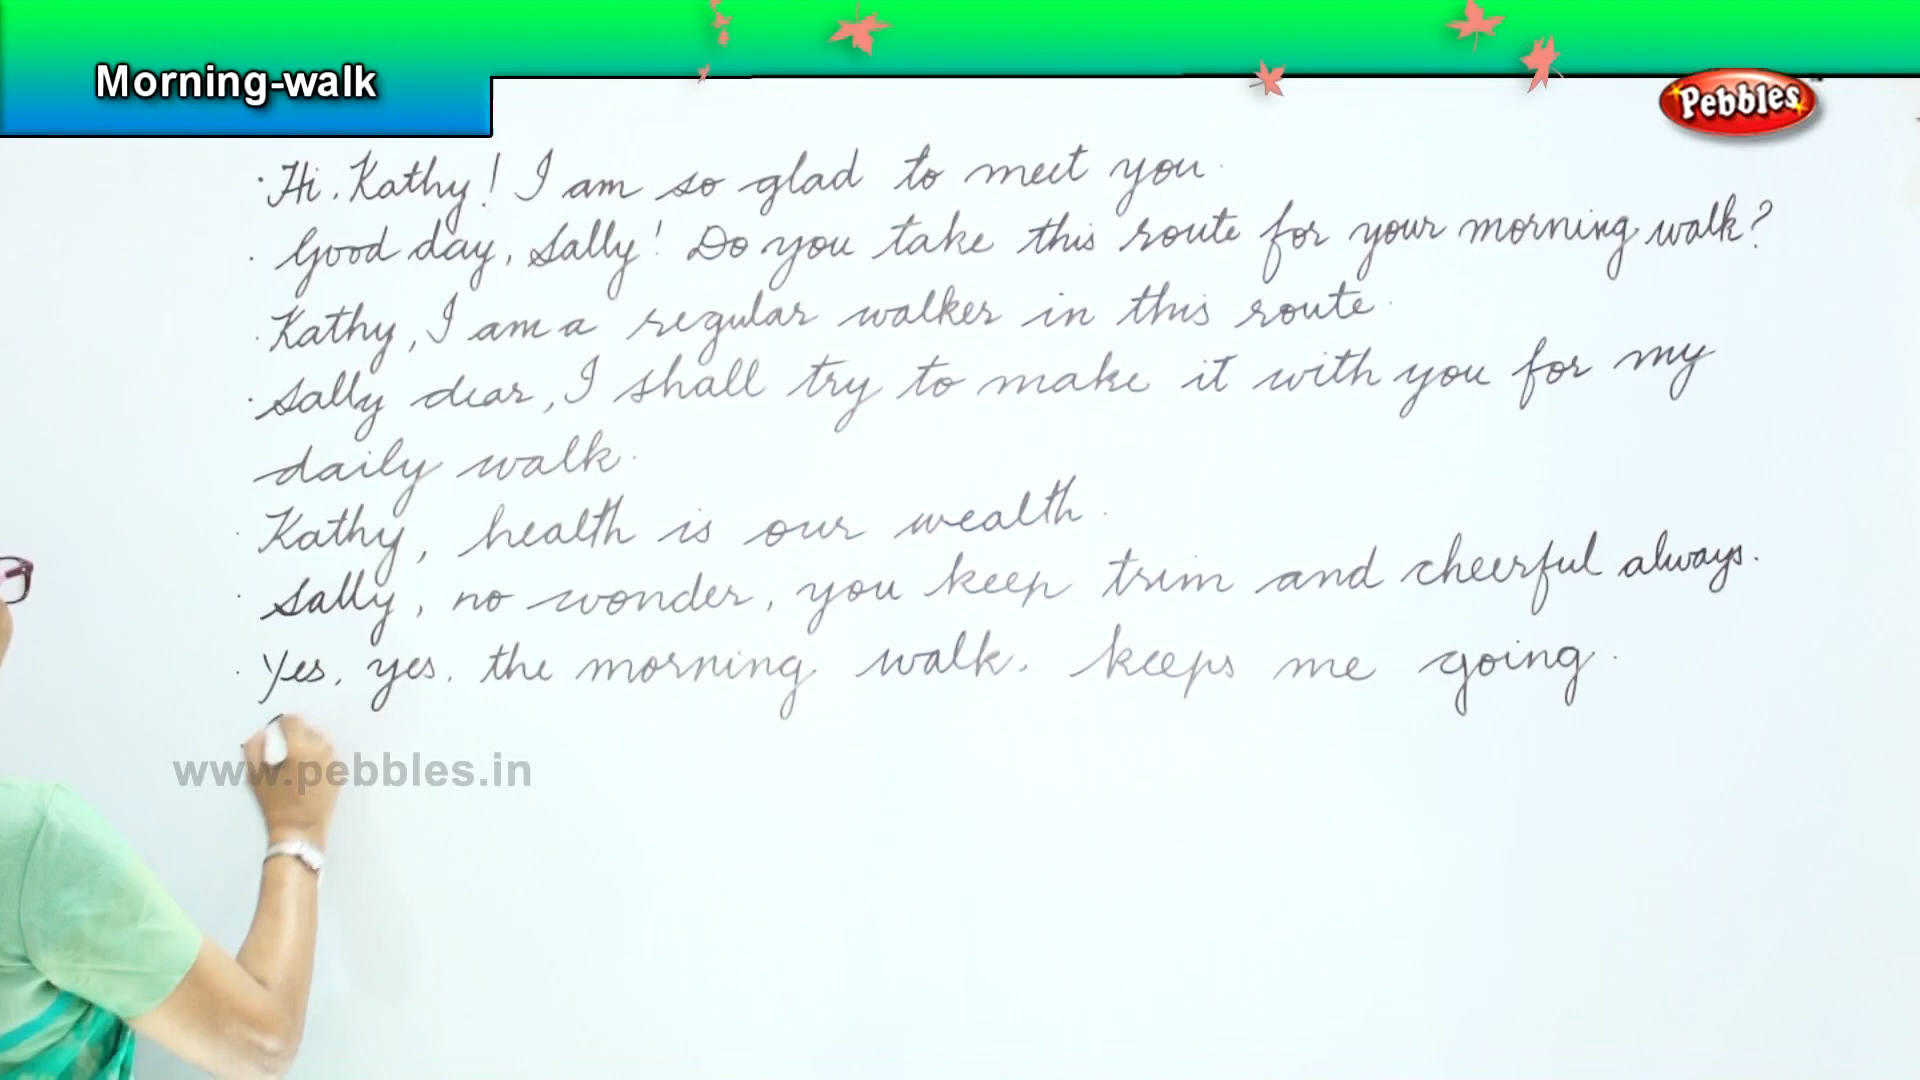 Morning-walk
Pebbles
· Hi, Kathy! I am so glad to meet you.
· Good day, Sally! Do you take this route for your morning walk?
· Kathy, I am a regular walker in this route.
· Sally dear, I shall try to make it with you for my
daily walk.
· Kathy, health is our wealth.
· Sally, no wonder, you keep trim and cheerful always.
· Yes, yes, the morning walk, keeps me going.
www.pebbles.in